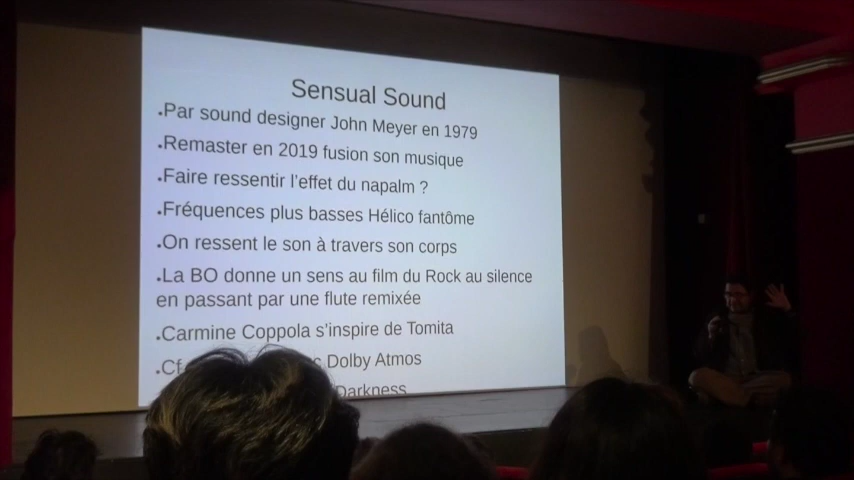 Sensual Sound
.Par sound designer John Meyer en 1979
.Remaster en 2019 fusion son musique
.Faire ressentir l'effet du napalm ?
.Fréquences plus basses Hélico fantôme
.On ressent le son à travers son corps
.La BO donne un sens au film du Rock au silence
en passant par une flute remixée
.Carmine Coppola s'inspire de Tomita
.Cf Dolby Atmos
Darkness